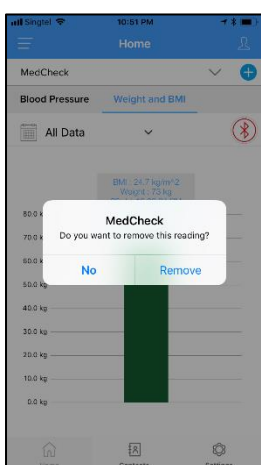 Singtel 10:51 PM
Home
MedCheck
Blood Pressure Weight and BMI
All Data
BMI : 24.7 kg/m^2
Weight : 73 kg
80.0 k
MedCheck
70.0 k
Do you want to remove this reading?
60.0 k
No Remove
50.0 kg
40.0 kg
30.0 kg
20.0 kg
10.0 kg
0.0 kg
Home Contacts Settings